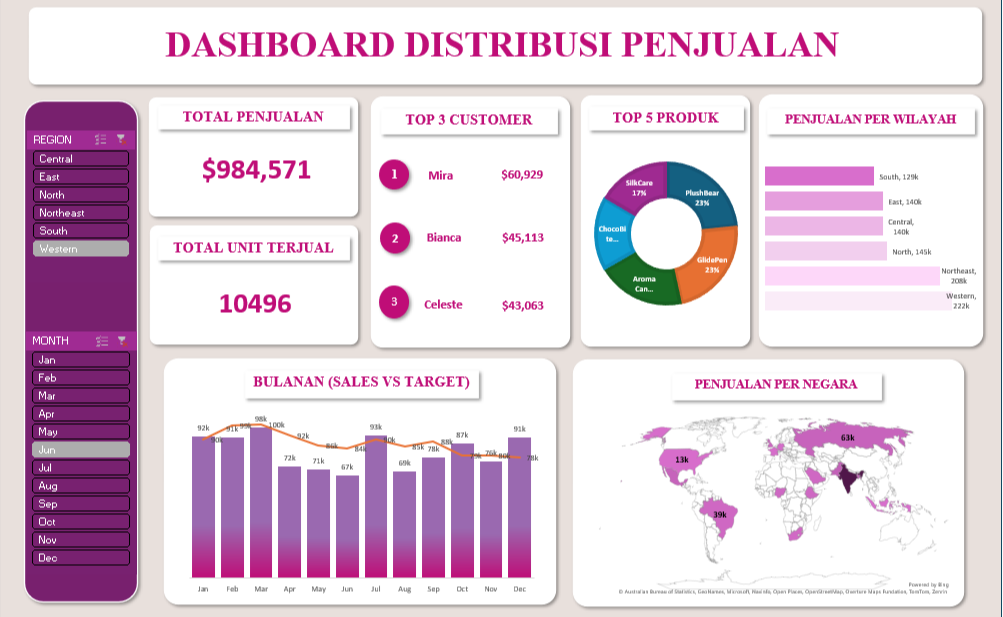 DASHBOARD DISTRIBUSI PENJUALAN
REGION
Central
East
North
Northeast
South
Western
MONTH
Jan
Feb
Mar
Apr
May
Jun
Jul
Aug
Sep
Oct
Nov
Dec
TOTAL PENJUALAN
$984,571
TOTAL UNIT TERJUAL
10496
TOP 3 CUSTOMER
1 Mira $60,929
2 Bianca $45,113
3 Celeste $43,063
TOP 5 PRODUK
SilkCare
17%
PlushBear
23%
ChocoBi
te...
GlidePen
23%
Aroma
Can...
PENJUALAN PER WILAYAH
South, 129k
East, 140k
Central,
140k
North, 145k
Northeast,
208k
Western,
222k
BULANAN (SALES VS TARGET)
92k 91k 98k 72k 71k 67k 93k 69k 78k 87k 76k 91k
90k 99k 100k 92k 86k 84k 90k 85k 88k 80k 78k
Jan Feb Mar Apr May Jun Jul Aug Sep Oct Nov Dec
PENJUALAN PER NEGARA
63k
13k
39k
Powered by Bing
© Australian Bureau of Statistics, GeoNames, Microsoft, Navinfo, Open Places, OpenStreetMap, Overture Maps Fundation, TomTom, Zenrin